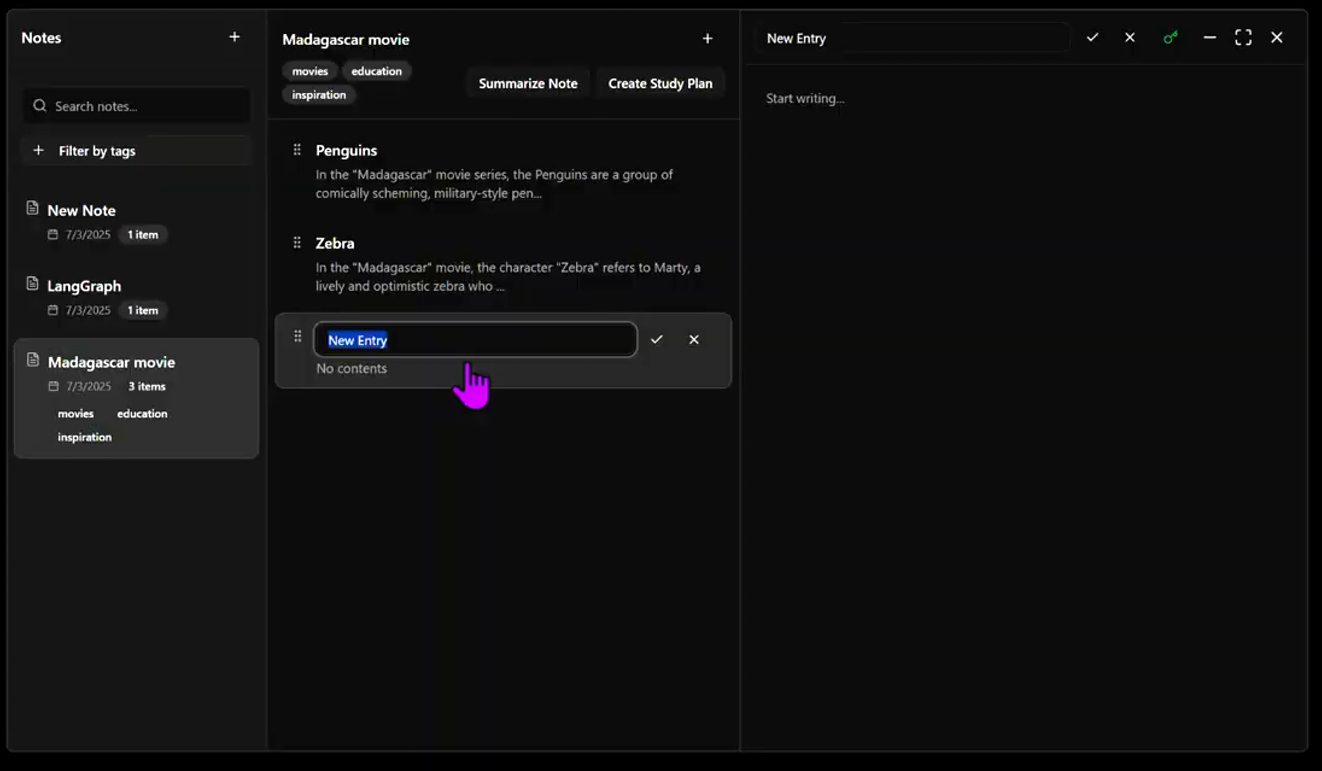 Notes
Search notes...
Filter by tags
New Note
7/3/2025 1 item
LangGraph
7/3/2025 1 item
Madagascar movie
7/3/2025 3 items
movies education
inspiration
Madagascar movie
movies education
inspiration
Summarize Note Create Study Plan
Penguins
In the "Madagascar" movie series, the Penguins are a group of
comically scheming, military-style pen...
Zebra
In the "Madagascar" movie, the character "Zebra" refers to Marty, a
lively and optimistic zebra who ...
New Entry
No contents
New Entry
Start writing...